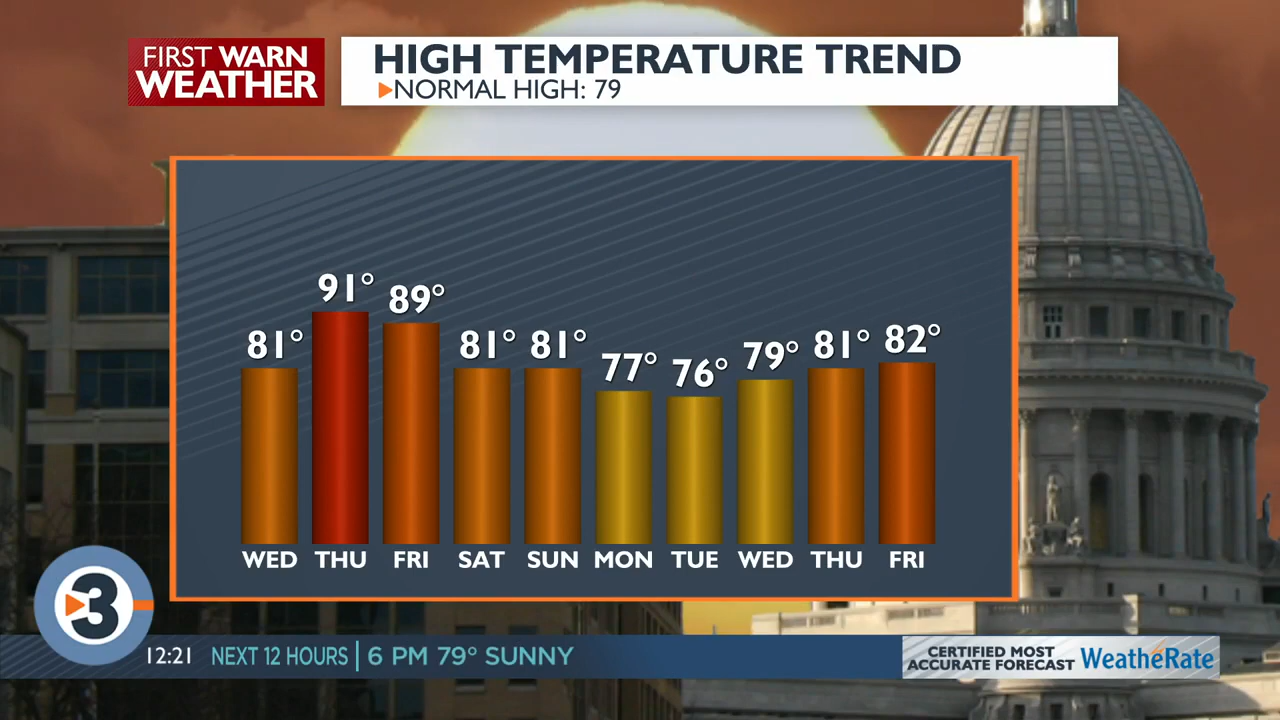 FIRST WARN
WEATHER
HIGH TEMPERATURE TREND
NORMAL HIGH: 79
81° 91° 89° 81° 81° 77° 76° 79° 81° 82°
WED THU FRI SAT SUN MON TUE WED THU FRI
3
12:21 NEXT 12 HOURS | 6 PM 79° SUNNY
CERTIFIED MOST
ACCURATE FORECAST
WeatheRate